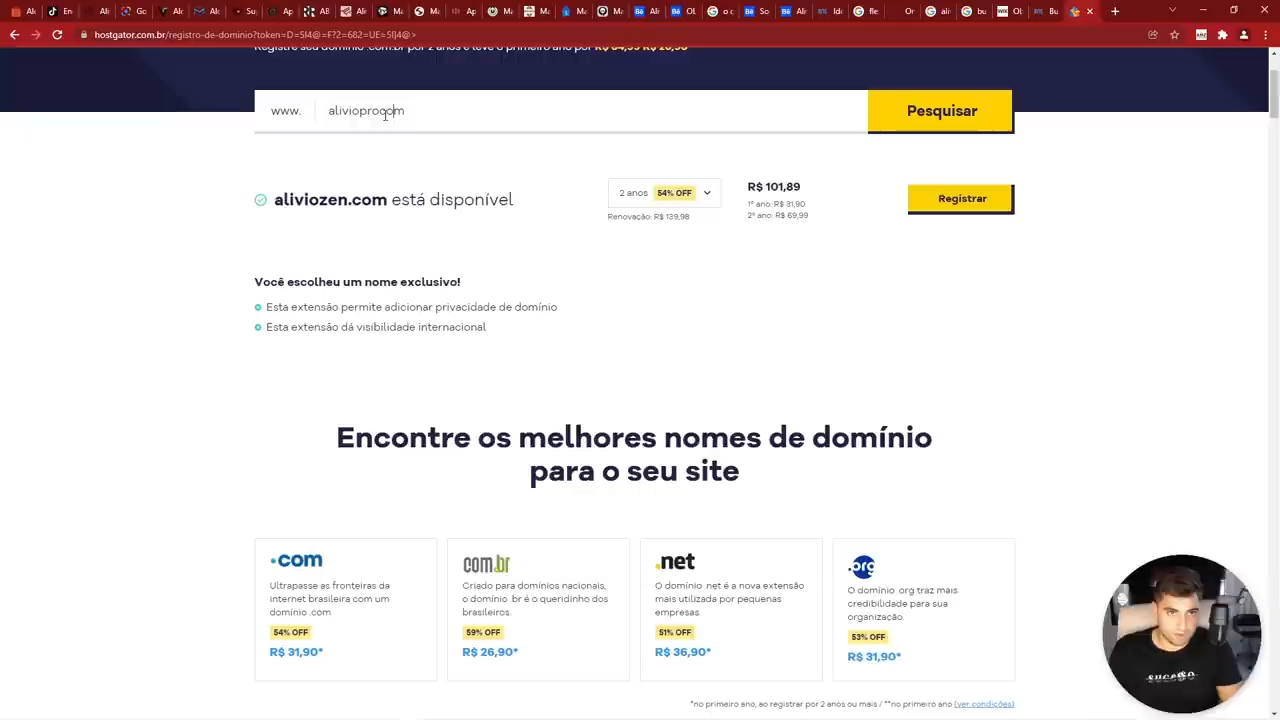 hostgator.com.br/registro-de-dominio?token=D=5I4@=F?2=682=UE=5I]4@>
www.
alivioprocom
Pesquisar
aliviozen.com está disponível
2 anos 54% OFF
Renovação: R$ 139,98
R$ 101,89
1º ano: R$ 31,90
2º ano: R$ 69,99
Registrar
Você escolheu um nome exclusivo!
Esta extensão permite adicionar privacidade de domínio
Esta extensão dá visibilidade internacional
Encontre os melhores nomes de domínio
para o seu site
.com
Ultrapasse as fronteiras da
internet brasileira com um
domínio .com
54% OFF
R$ 31,90*
com.br
Criado para domínios nacionais,
o domínio .br é o queridinho dos
brasileiros.
59% OFF
R$ 26,90*
.net
O domínio .net é a nova extensão
mais utilizada por pequenas
empresas.
51% OFF
R$ 36,90*
.org
O domínio .org traz mais
credibilidade para sua
organização.
53% OFF
R$ 31,90*
*no primeiro ano, ao registrar por 2 anos ou mais / **no primeiro ano (ver condições)